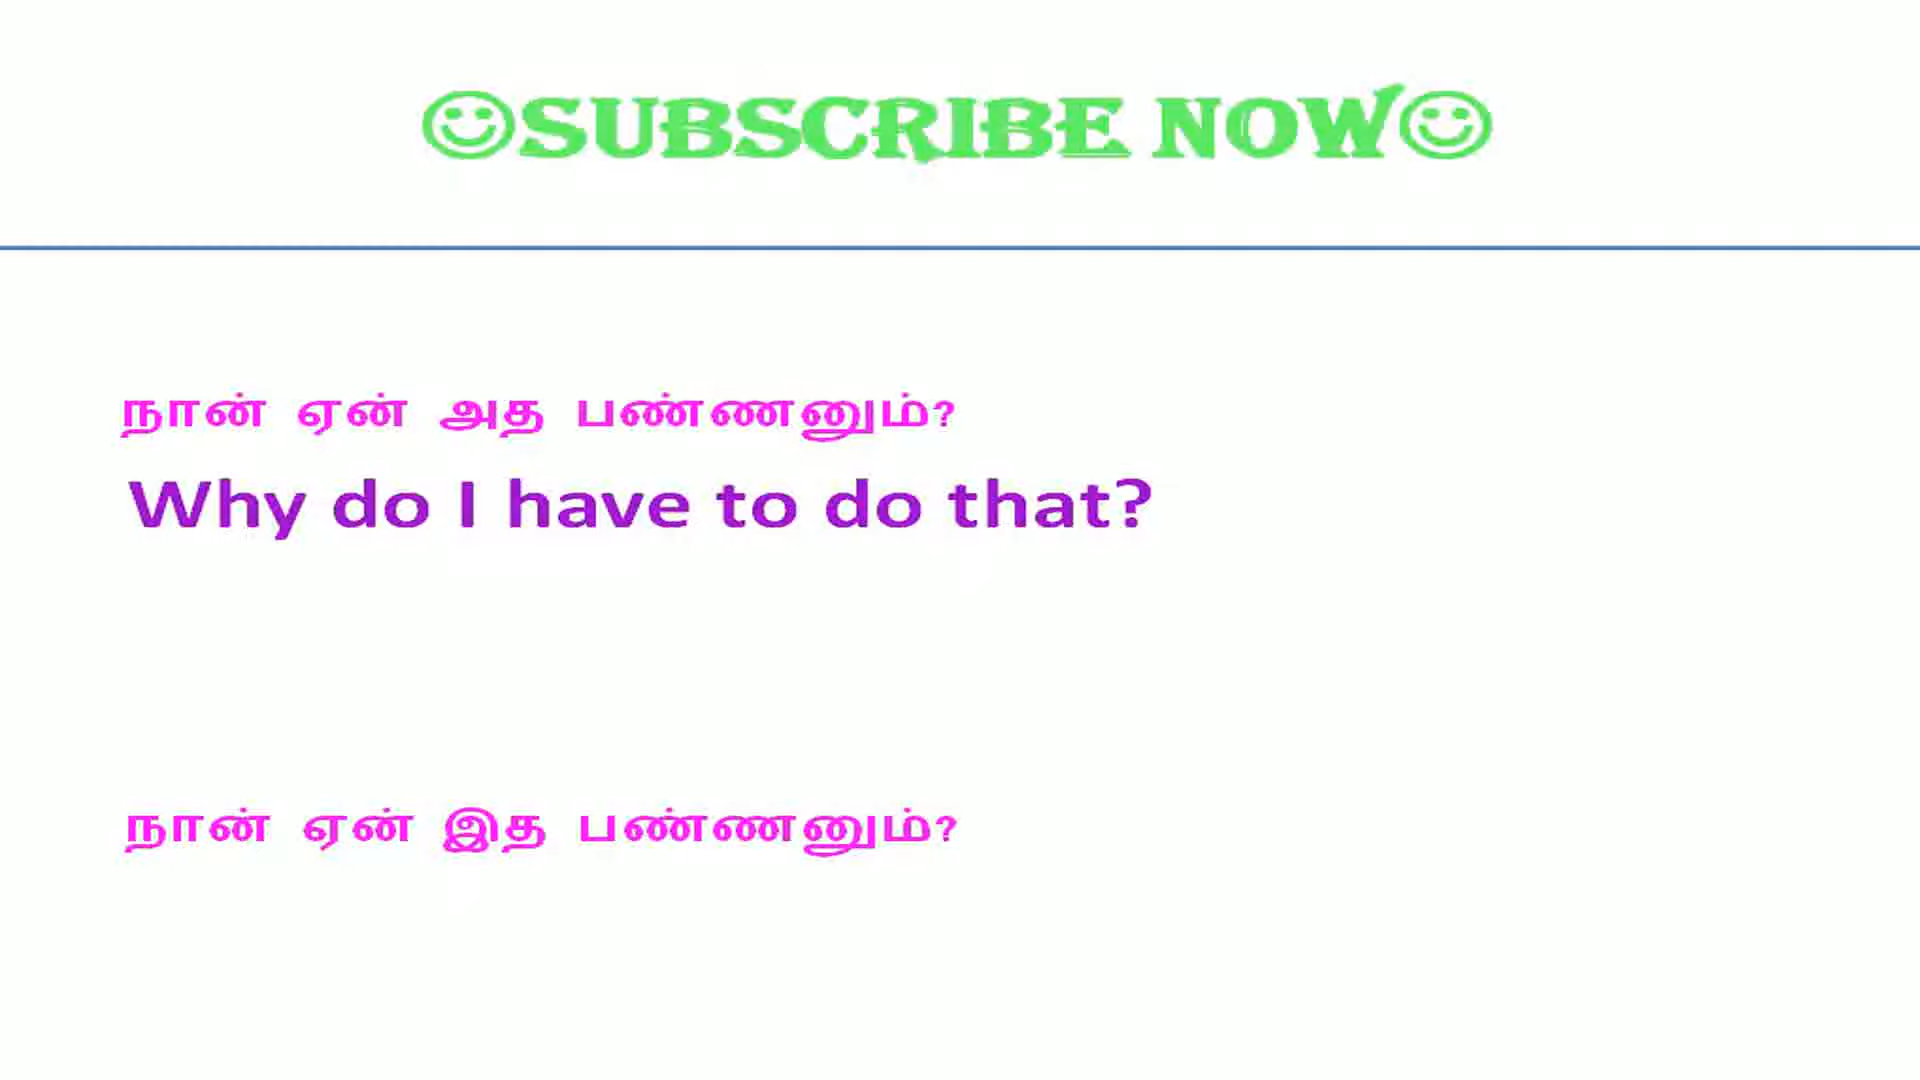 ☺SUBSCRIBE NOW☺
நான் ஏன் அத பண்ணனும்?
Why do I have to do that?
நான் ஏன் இத பண்ணனும்?